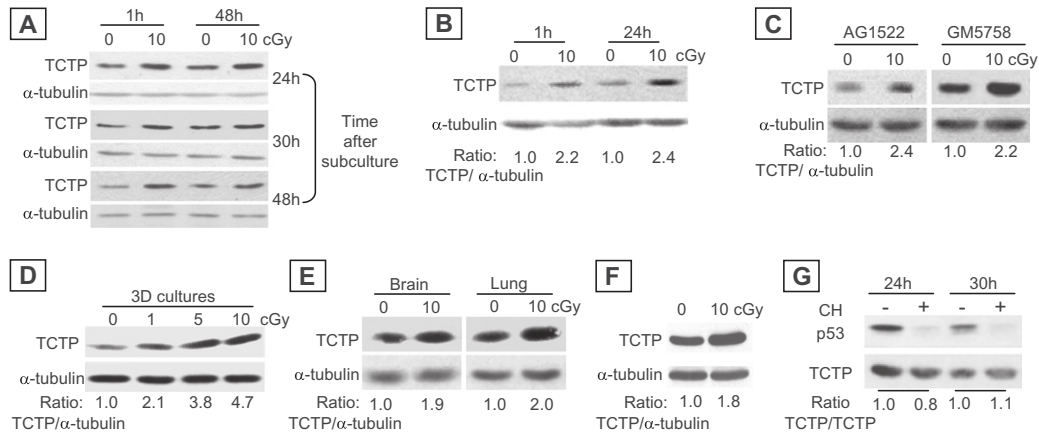 A
1h 48h
0 10 0 10 cGy
TCTP
24h
α-tubulin
TCTP
30h
α-tubulin
TCTP
48h
α-tubulin
Time
after
subculture
B
1h 24h
0 10 0 10 cGy
TCTP
α-tubulin
Ratio: 1.0 2.2 1.0 2.4
TCTP/ α-tubulin
C
AG1522 GM5758
0 10 0 10 cGy
TCTP
α-tubulin
Ratio: 1.0 2.4 1.0 2.2
TCTP/ α-tubulin
D
3D cultures
0 1 5 10 cGy
TCTP
α-tubulin
Ratio: 1.0 2.1 3.8 4.7
TCTP/α-tubulin
E
Brain Lung
0 10 0 10 cGy
TCTP
α-tubulin
Ratio: 1.0 1.9 1.0 2.0
TCTP/α-tubulin
F
0 10 cGy
TCTP
α-tubulin
Ratio: 1.0 1.8
TCTP/α-tubulin
G
24h 30h
CH - + - +
p53
TCTP
Ratio 1.0 0.8 1.0 1.1
TCTP/TCTP